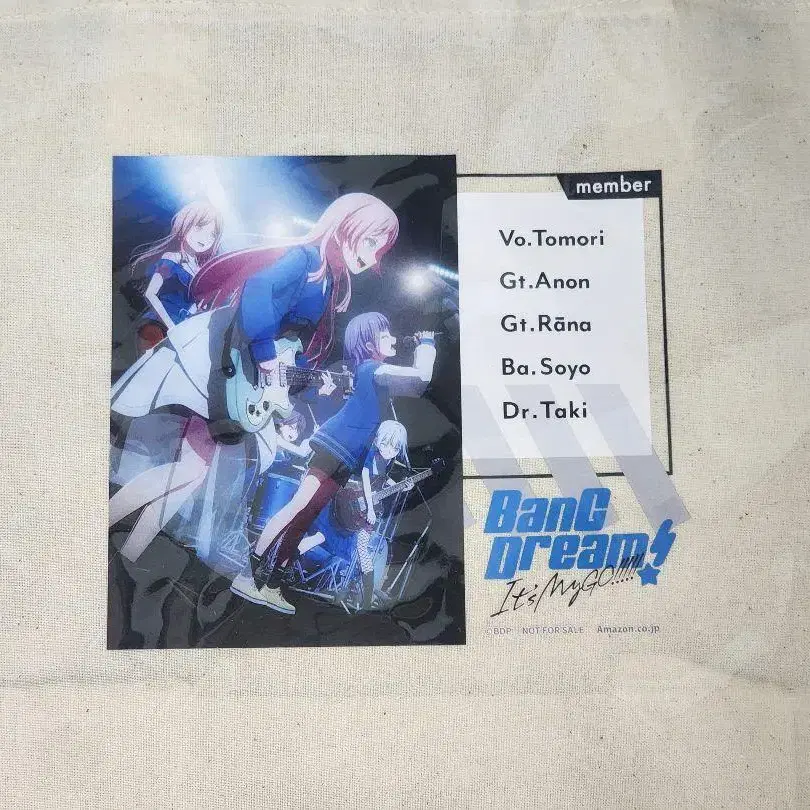 member
Vo.Tomori
Gt.Anon
Gt.Rāna
Ba.Soyo
Dr.Taki
BanG
Dream!
It's MyGO!!!!!
©BDP NOT FOR SALE Amazon.co.jp